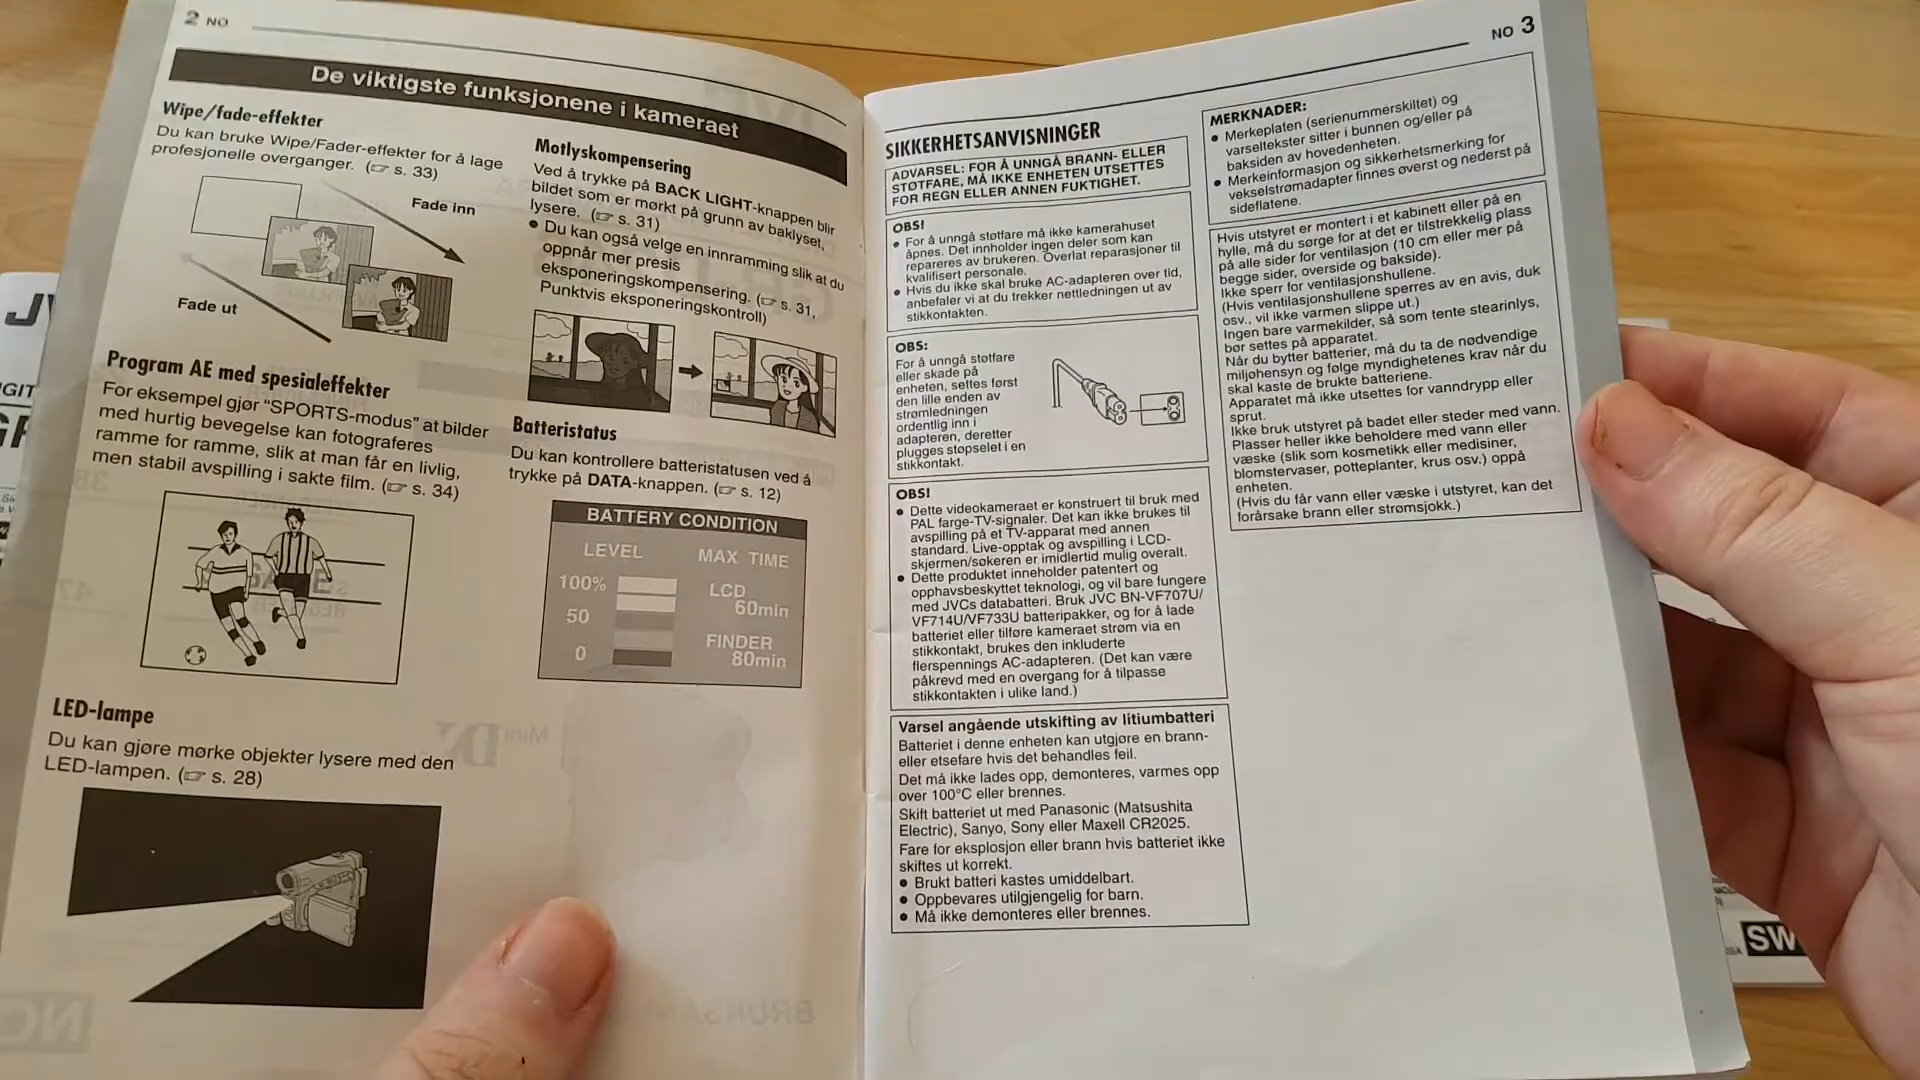 2 NO
De viktigste funksjonene i kameraet
Wipe/fade-effekter
Du kan bruke Wipe/Fader-effekter for å lage
profesjonelle overganger. (☞ s. 33)
Fade inn
Fade ut
Program AE med spesialeffekter
For eksempel gjør “SPORTS-modus” at bilder
med hurtig bevegelse kan fotograferes
ramme for ramme, slik at man får en livlig,
men stabil avspilling i sakte film. (☞ s. 34)
LED-lampe
Du kan gjøre mørke objekter lysere med den
LED-lampen. (☞ s. 28)
Motlyskompensering
Ved å trykke på BACK LIGHT-knappen blir
bildet som er mørkt på grunn av baklyset,
lysere. (☞ s. 31)
● Du kan også velge en innramming slik at du
oppnår mer presis
eksponeringskompensering. (☞ s. 31,
Punktvis eksponeringskontroll)
Batteristatus
Du kan kontrollere batteristatusen ved å
trykke på DATA-knappen. (☞ s. 12)
BATTERY CONDITION
LEVEL MAX TIME
100%
50
0
LCD
60min
FINDER
80min
NO 3
SIKKERHETSANVISNINGER
ADVARSEL: FOR Å UNNGÅ BRANN- ELLER
STØTFARE, MÅ IKKE ENHETEN UTSETTES
FOR REGN ELLER ANNEN FUKTIGHET.
OBS!
● For å unngå støtfare må ikke kamerahuset
åpnes. Det innholder ingen deler som kan
repareres av brukeren. Overlat reparasjoner til
kvalifisert personale.
● Hvis du ikke skal bruke AC-adapteren over tid,
anbefaler vi at du trekker nettledningen ut av
stikkontakten.
OBS:
For å unngå støtfare
eller skade på
enheten, settes først
den lille enden av
strømledningen
ordentlig inn i
adapteren, deretter
plugges støpselet i en
stikkontakt.
OBS!
● Dette videokameraet er konstruert til bruk med
PAL farge-TV-signaler. Det kan ikke brukes til
avspilling på et TV-apparat med annen
standard. Live-opptak og avspilling i LCD-
skjermen/søkeren er imidlertid mulig overalt.
● Dette produktet inneholder patentert og
opphavsbeskyttet teknologi, og vil bare fungere
med JVCs databatteri. Bruk JVC BN-VF707U/
VF714U/VF733U batteripakker, og for å lade
batteriet eller tilføre kameraet strøm via en
stikkontakt, brukes den inkluderte
flerspennings AC-adapteren. (Det kan være
påkrevd med en overgang for å tilpasse
stikkontakten i ulike land.)
Varsel angående utskifting av litiumbatteri
Batteriet i denne enheten kan utgjøre en brann-
eller etsefare hvis det behandles feil.
Det må ikke lades opp, demonteres, varmes opp
over 100°C eller brennes.
Skift batteriet ut med Panasonic (Matsushita
Electric), Sanyo, Sony eller Maxell CR2025.
Fare for eksplosjon eller brann hvis batteriet ikke
skiftes ut korrekt.
● Brukt batteri kastes umiddelbart.
● Oppbevares utilgjengelig for barn.
● Må ikke demonteres eller brennes.
MERKNADER:
● Merkeplaten (serienummerskiltet) og
varseltekster sitter i bunnen og/eller på
baksiden av hovedenheten.
● Merkeinformasjon og sikkerhetsmerking for
vekselstrømadapter finnes øverst og nederst på
sideflatene.
Hvis utstyret er montert i et kabinett eller på en
hylle, må du sørge for at det er tilstrekkelig plass
på alle sider for ventilasjon (10 cm eller mer på
begge sider, overside og bakside).
Ikke sperr for ventilasjonshullene.
(Hvis ventilasjonshullene sperres av en avis, duk
osv., vil ikke varmen slippe ut.)
Ingen bare varmekilder, så som tente stearinlys,
bør settes på apparatet.
Når du bytter batterier, må du ta de nødvendige
miljøhensyn og følge myndighetenes krav når du
skal kaste de brukte batteriene.
Apparatet må ikke utsettes for vanndrypp eller
sprut.
Ikke bruk utstyret på badet eller steder med vann.
Plasser heller ikke beholdere med vann eller
væske (slik som kosmetikk eller medisiner,
blomstervaser, potteplanter, krus osv.) oppå
enheten.
(Hvis du får vann eller væske i utstyret, kan det
forårsake brann eller strømsjokk.)
SW